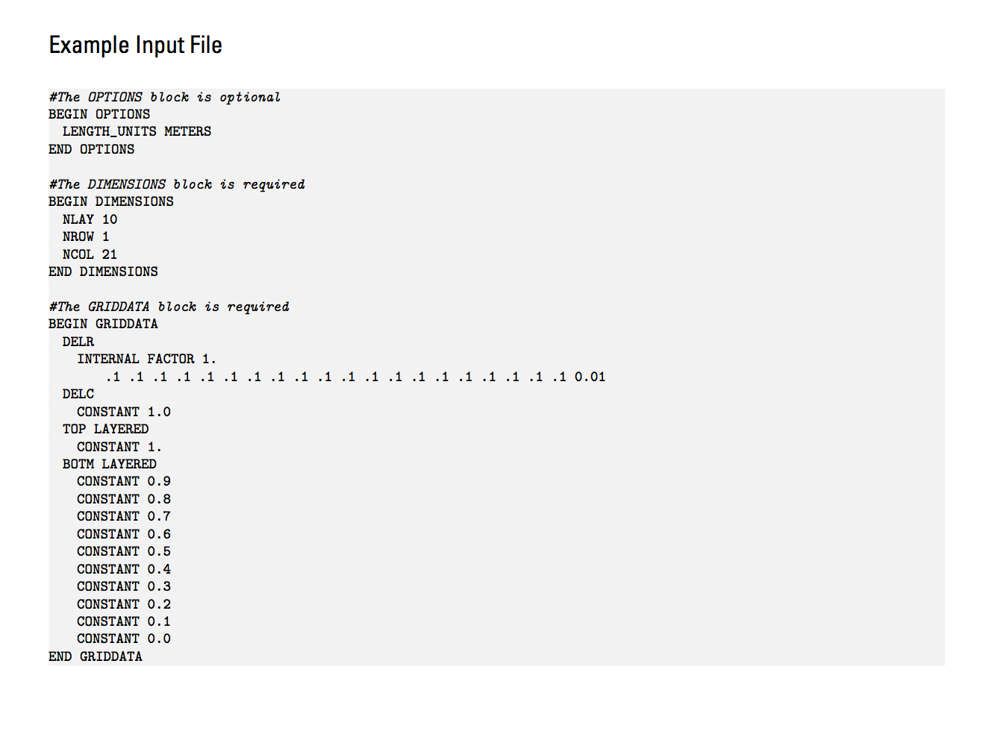 Example Input File
#The OPTIONS block is optional
BEGIN OPTIONS
LENGTH_UNITS METERS
END OPTIONS
#The DIMENSIONS block is required
BEGIN DIMENSIONS
NLAY 10
NROW 1
NCOL 21
END DIMENSIONS
#The GRIDDATA block is required
BEGIN GRIDDATA
DELR
INTERNAL FACTOR 1.
.1 .1 .1 .1 .1 .1 .1 .1 .1 .1 .1 .1 .1 .1 .1 .1 .1 .1 .1 .1 0.01
DELC
CONSTANT 1.0
TOP LAYERED
CONSTANT 1.
BOTM LAYERED
CONSTANT 0.9
CONSTANT 0.8
CONSTANT 0.7
CONSTANT 0.6
CONSTANT 0.5
CONSTANT 0.4
CONSTANT 0.3
CONSTANT 0.2
CONSTANT 0.1
CONSTANT 0.0
END GRIDDATA